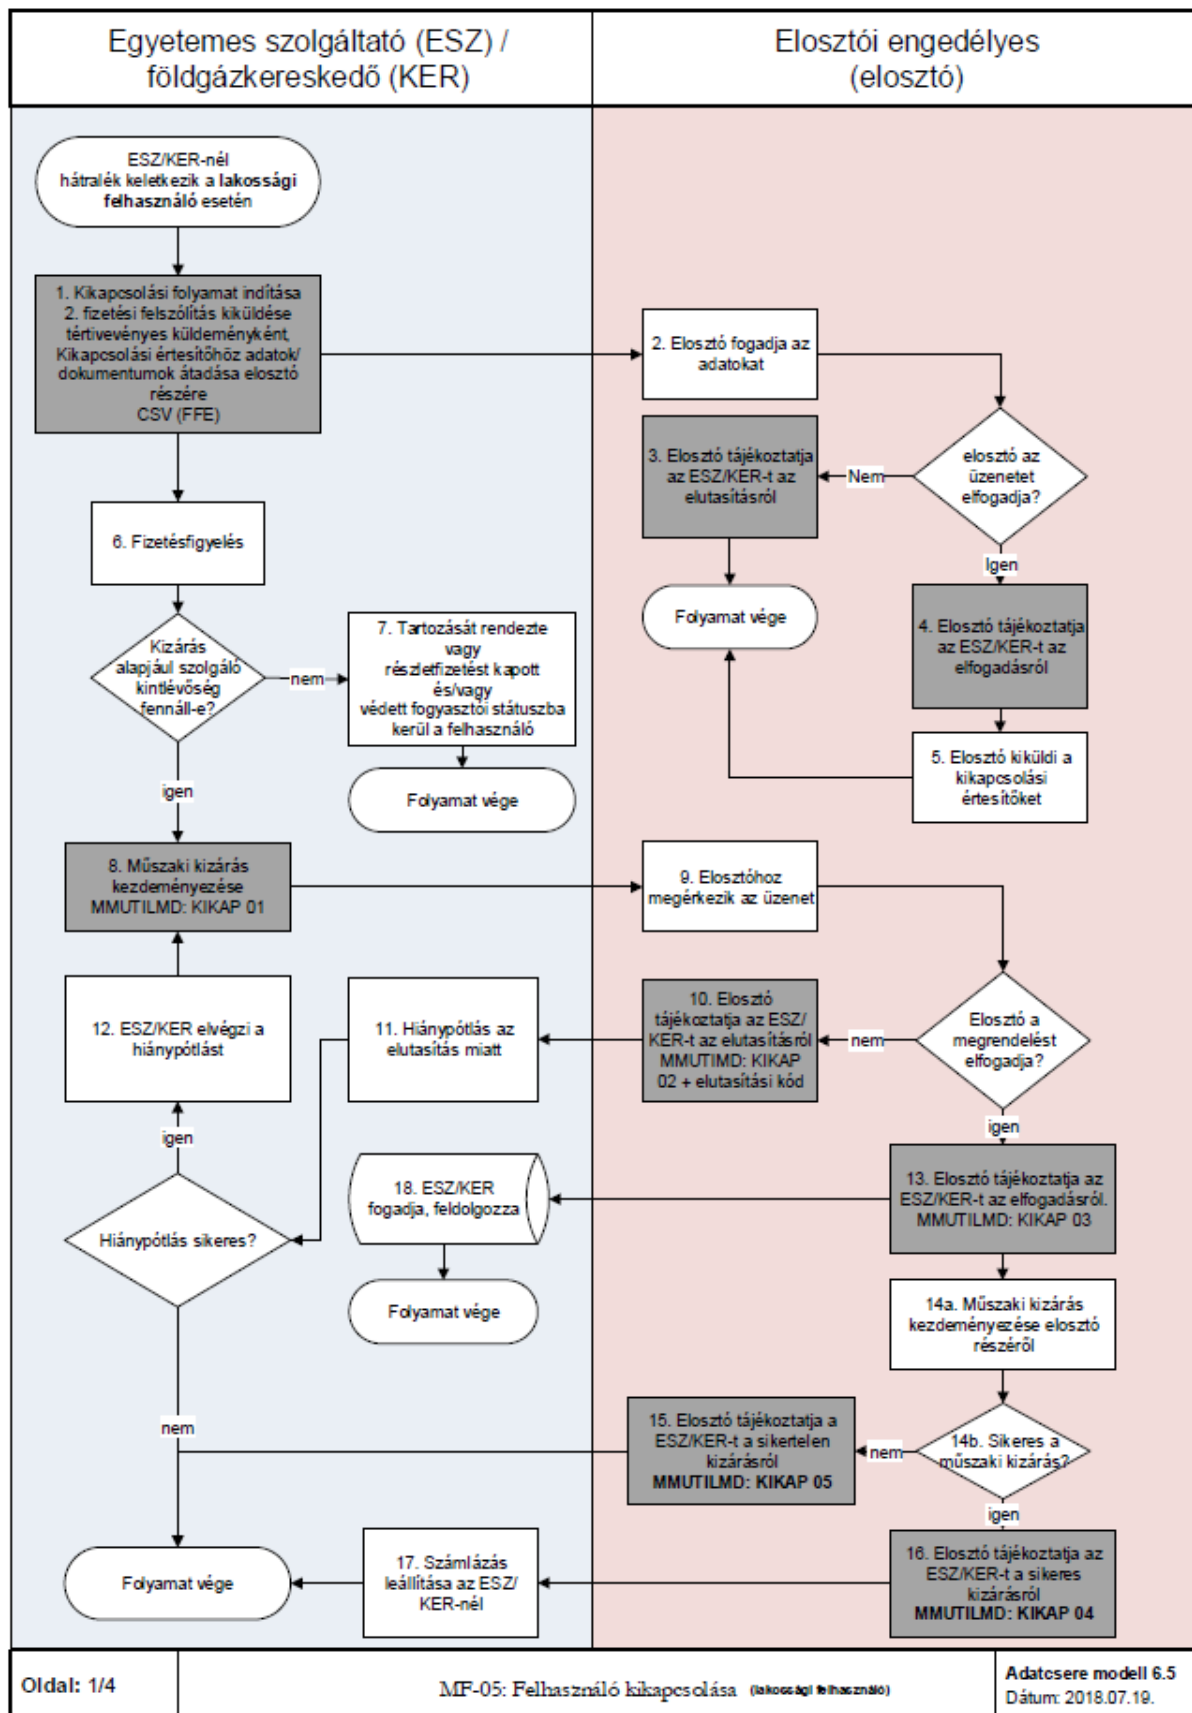 Egyetemes szolgáltató (ESZ) /
földgázkereskedő (KER)
Elosztói engedélyes
(elosztó)
ESZ/KER-nél
hátralék keletkezik a lakossági
felhasználó esetén
1. Kikapcsolási folyamat indítása
2. fizetési felszólítás kiküldése
tértivevényes küldeményként,
Kikapcsolási értesítőhöz adatok/
dokumentumok átadása elosztó
részére
CSV (FFE)
2. Elosztó fogadja az
adatokat
elosztó az
üzenetet
elfogadja?
Nem
3. Elosztó tájékoztatja
az ESZ/KER-t az
elutasításról
Folyamat vége
Igen
4. Elosztó tájékoztatja
az ESZ/KER-t az
elfogadásról
5. Elosztó kiküldi a
kikapcsolási
értesítőket
6. Fizetésfigyelés
Kizárás
alapjául szolgáló
kintlévőség
fennáll-e?
nem
7. Tartozását rendezte
vagy
részletfizetést kapott
és/vagy
védett fogyasztói státuszba
kerül a felhasználó
Folyamat vége
igen
8. Műszaki kizárás
kezdeményezése
MMUTILMD: KIKAP 01
9. Elosztóhoz
megérkezik az üzenet
Elosztó a
megrendelést
elfogadja?
nem
10. Elosztó
tájékoztatja az ESZ/
KER-t az elutasításról
MMUTIMD: KIKAP
02 + elutasítási kód
11. Hiánypótlás az
elutasítás miatt
12. ESZ/KER elvégzi a
hiánypótlást
igen
Hiánypótlás sikeres?
nem
igen
13. Elosztó tájékoztatja az
ESZ/KER-t az elfogadásról.
MMUTILMD: KIKAP 03
18. ESZ/KER
fogadja, feldolgozza
Folyamat vége
14a. Műszaki kizárás
kezdeményezése elosztó
részéről
14b. Sikeres a
műszaki kizárás?
nem
15. Elosztó tájékoztatja a
ESZ/KER-t a sikertelen
kizárásról
MMUTILMD: KIKAP 05
igen
16. Elosztó tájékoztatja az
ESZ/KER-t a sikeres
kizárásról
MMUTILMD: KIKAP 04
17. Számlázás
leállítása az ESZ/
KER-nél
Folyamat vége
Oldal: 1/4
MF-05: Felhasználó kikapcsolása (lakossági felhasználó)
Adatcsere modell 6.5
Dátum: 2018.07.19.